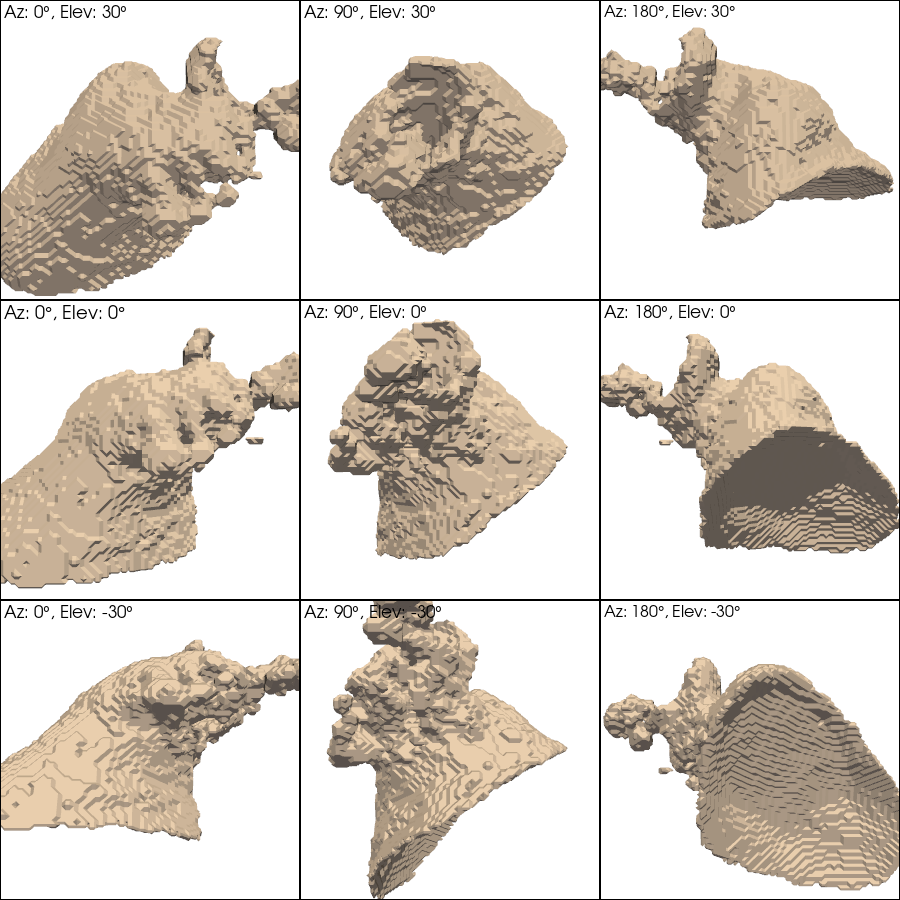 Az: 0°, Elev: 30°
Az: 90°, Elev: 30°
Az: 180°, Elev: 30°
Az: 0°, Elev: 0°
Az: 90°, Elev: 0°
Az: 180°, Elev: 0°
Az: 0°, Elev: -30°
Az: 90°, Elev: -30°
Az: 180°, Elev: -30°